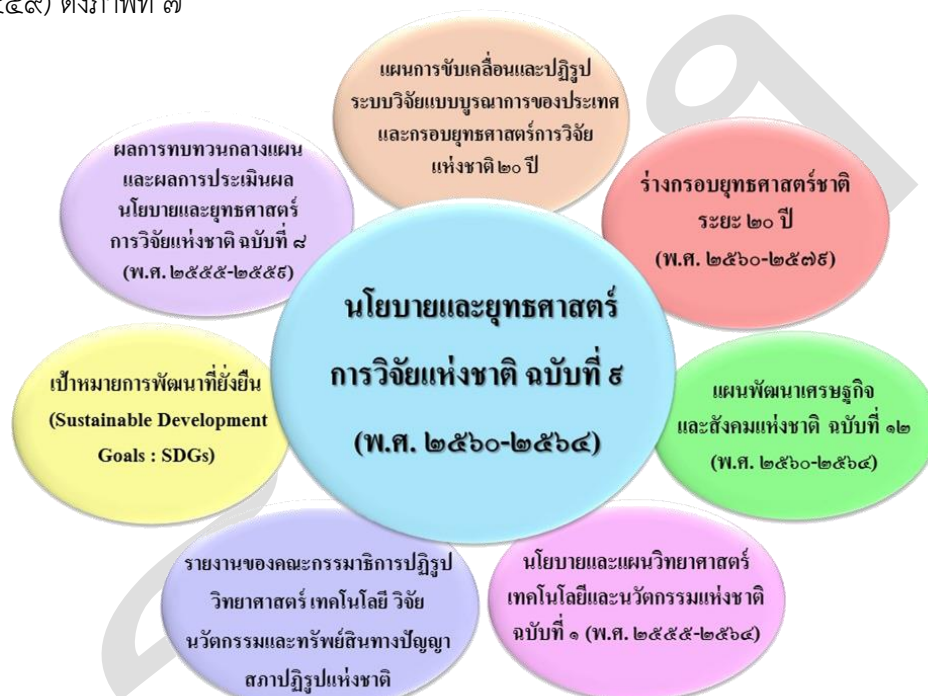 ๕๕๙) ดังภาพที่ ๗
แผนการขับเคลื่อนและปฏิรูป
ระบบวิจัยแบบบูรณาการของประเทศ
และกรอบยุทธศาสตร์การวิจัย
แห่งชาติ ๒๐ ปี
ร่างกรอบยุทธศาสตร์ชาติ
ระยะ ๒๐ ปี
(พ.ศ. ๒๕๖๐-๒๕๗๙)
แผนพัฒนาเศรษฐกิจ
และสังคมแห่งชาติ ฉบับที่ ๑๒
(พ.ศ. ๒๕๖๐-๒๕๖๔)
นโยบายและแผนวิทยาศาสตร์
เทคโนโลยีและนวัตกรรมแห่งชาติ
ฉบับที่ ๑ (พ.ศ. ๒๕๕๕-๒๕๖๔)
รายงานของคณะกรรมาธิการปฏิรูป
วิทยาศาสตร์ เทคโนโลยี วิจัย
นวัตกรรมและทรัพย์สินทางปัญญา
สภาปฏิรูปแห่งชาติ
เป้าหมายการพัฒนาที่ยั่งยืน
(Sustainable Development
Goals : SDGs)
ผลการทบทวนกลางแผน
และผลการประเมินผล
นโยบายและยุทธศาสตร์
การวิจัยแห่งชาติ ฉบับที่ ๘
(พ.ศ. ๒๕๕๕-๒๕๕๙)
นโยบายและยุทธศาสตร์
การวิจัยแห่งชาติ ฉบับที่ ๙
(พ.ศ. ๒๕๖๐-๒๕๖๔)